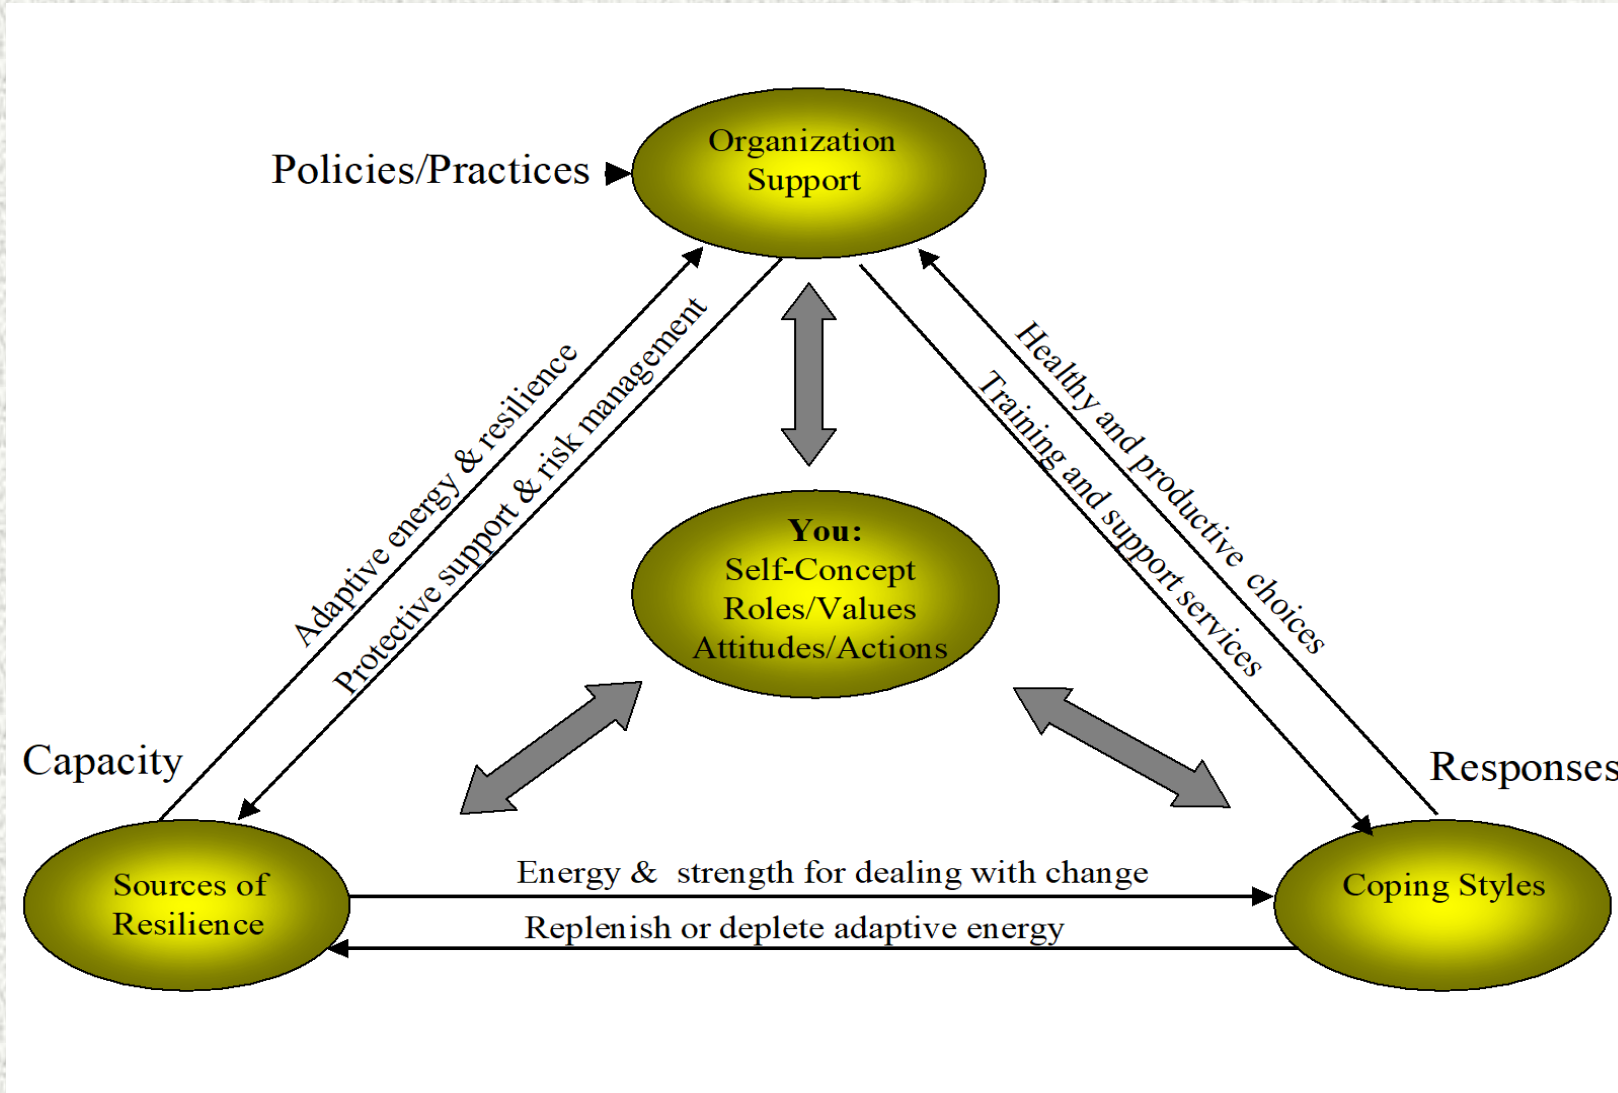 Organization
Support
Policies/Practices
Adaptive energy & resilience
Protective support & risk management
Healthy and productive choices
Training and support services
You:
Self-Concept
Roles/Values
Attitudes/Actions
Capacity
Responses
Sources of
Resilience
Energy & strength for dealing with change
Replenish or deplete adaptive energy
Coping Styles